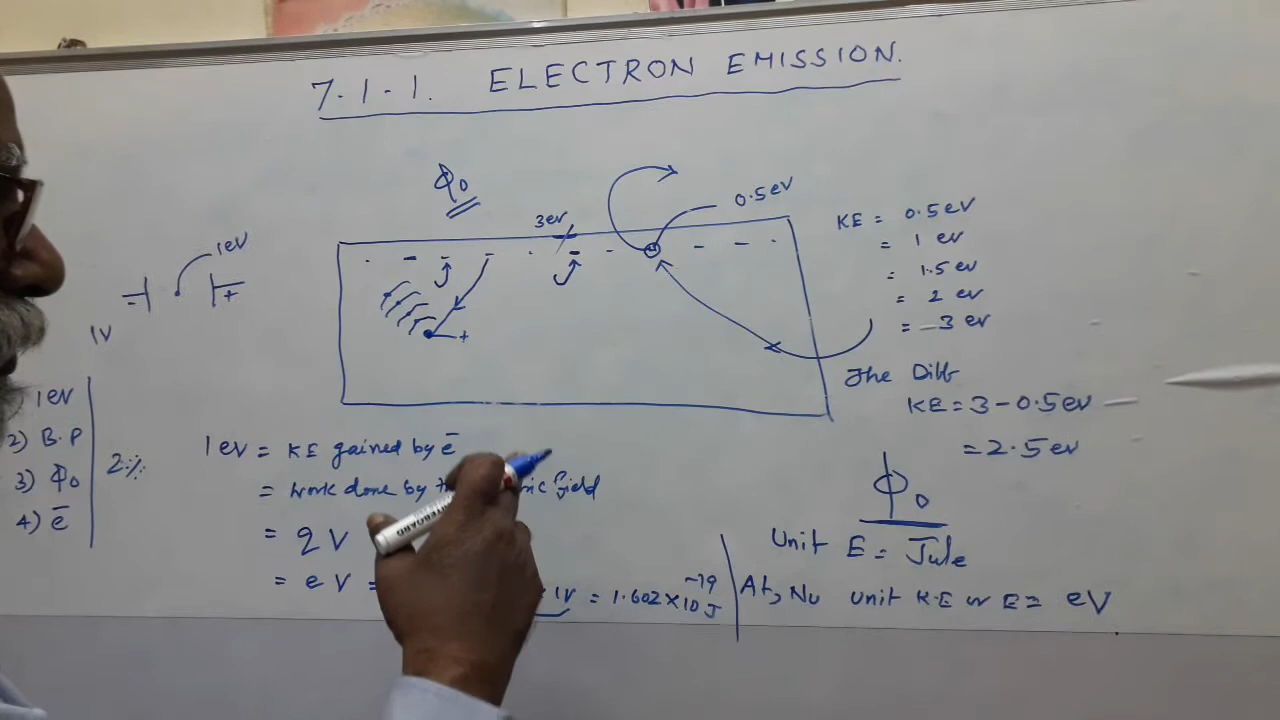 7.1.1. ELECTRON EMISSION.
ϕ₀
3ev
0.5ev
1ev
- +
1V
+
KE = 0.5ev
= 1 ev
= 1.5ev
= 2 ev
= 3 ev
The Diff
KE = 3 - 0.5ev
= 2.5ev
ϕ₀
Unit E = Jule
At, Nu unit K.E or E = eV
1ev
2) B.P
3) ϕ₀
4) e̅
2%
1ev = KE gained by e̅
= Work done by field
= qV
= eV =
1V = 1.602 × 10⁻¹⁹ J
WHITEBOARD